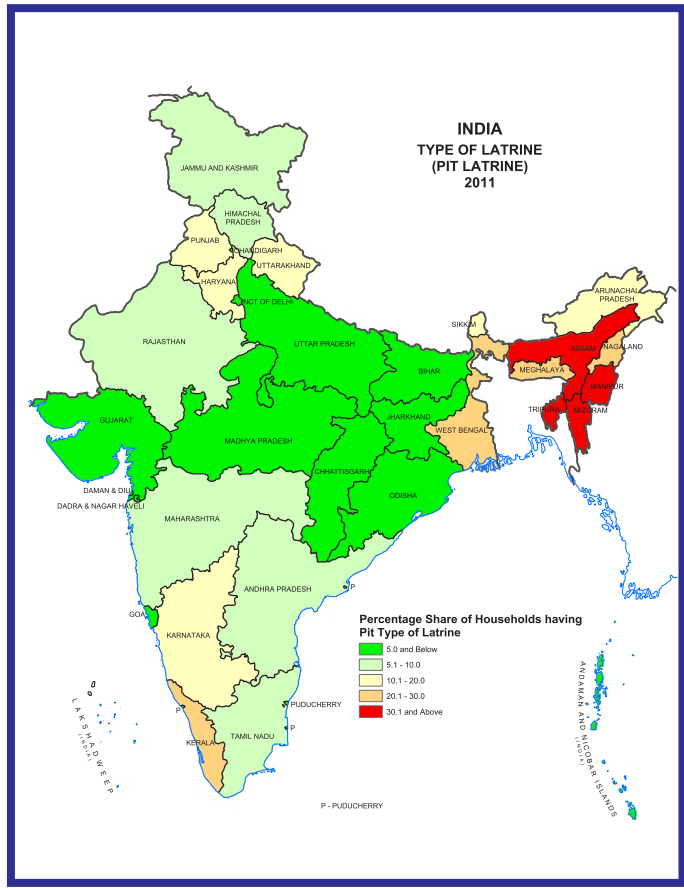 INDIA
TYPE OF LATRINE
(PIT LATRINE)
2011
JAMMU AND KASHMIR
HIMACHAL
PRADESH
PUNJAB
CHANDIGARH
UTTARAKHAND
HARYANA
NCT OF DELHI
ARUNACHAL
PRADESH
SIKKIM
RAJASTHAN
UTTAR PRADESH
ASSAM
NAGALAND
BIHAR
MEGHALAYA
MANIPUR
TRIPURA
MIZORAM
GUJARAT
JHARKHAND
WEST BENGAL
MADHYA PRADESH
CHHATTISGARH
DAMAN & DIU
ODISHA
DADRA & NAGAR HAVELI
MAHARASHTRA
ANDHRA PRADESH
P
GOA
KARNATAKA
Percentage Share of Households having
Pit Type of Latrine
5.0 and Below
5.1 - 10.0
10.1 - 20.0
20.1 - 30.0
30.1 and Above
LAKSHADWEEP
(INDIA)
P
PUDUCHERRY
P
KERALA
TAMIL NADU
ANDAMAN AND NICOBAR ISLANDS
(INDIA)
P - PUDUCHERRY